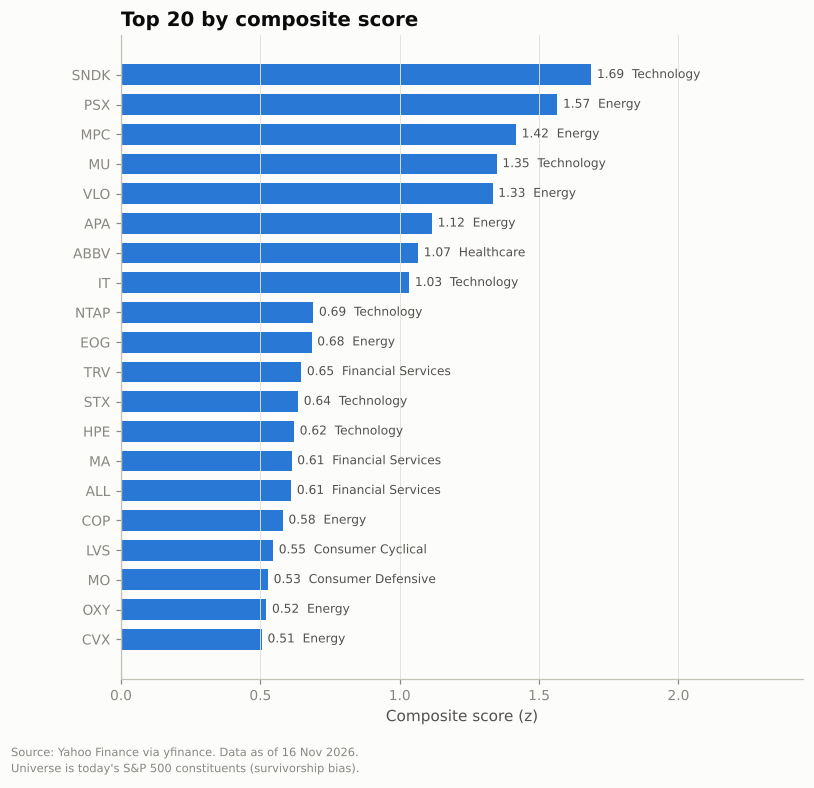 Top 20 by composite score
SNDK 1.69 Technology
PSX 1.57 Energy
MPC 1.42 Energy
MU 1.35 Technology
VLO 1.33 Energy
APA 1.12 Energy
ABBV 1.07 Healthcare
IT 1.03 Technology
NTAP 0.69 Technology
EOG 0.68 Energy
TRV 0.65 Financial Services
STX 0.64 Technology
HPE 0.62 Technology
MA 0.61 Financial Services
ALL 0.61 Financial Services
COP 0.58 Energy
LVS 0.55 Consumer Cyclical
MO 0.53 Consumer Defensive
OXY 0.52 Energy
CVX 0.51 Energy
0.0 0.5 1.0 1.5 2.0
Composite score (z)
Source: Yahoo Finance via yfinance. Data as of 16 Nov 2026.
Universe is today's S&P 500 constituents (survivorship bias).